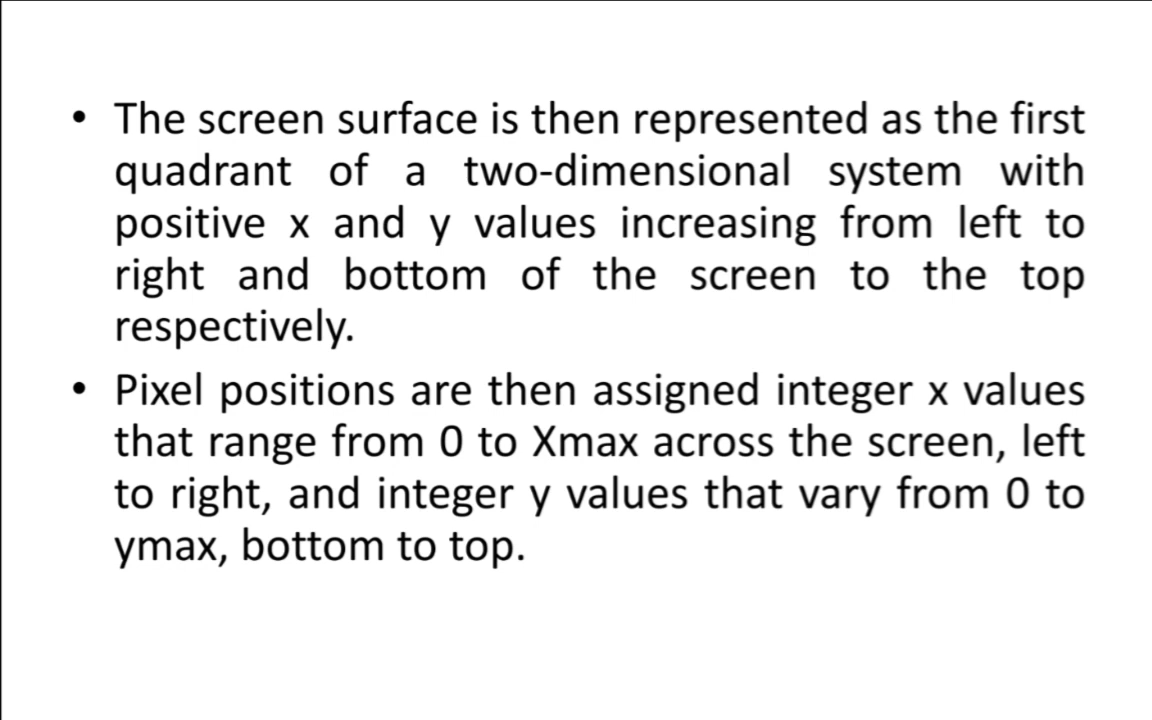 • The screen surface is then represented as the first
quadrant of a two-dimensional system with
positive x and y values increasing from left to
right and bottom of the screen to the top
respectively.
• Pixel positions are then assigned integer x values
that range from 0 to Xmax across the screen, left
to right, and integer y values that vary from 0 to
ymax, bottom to top.